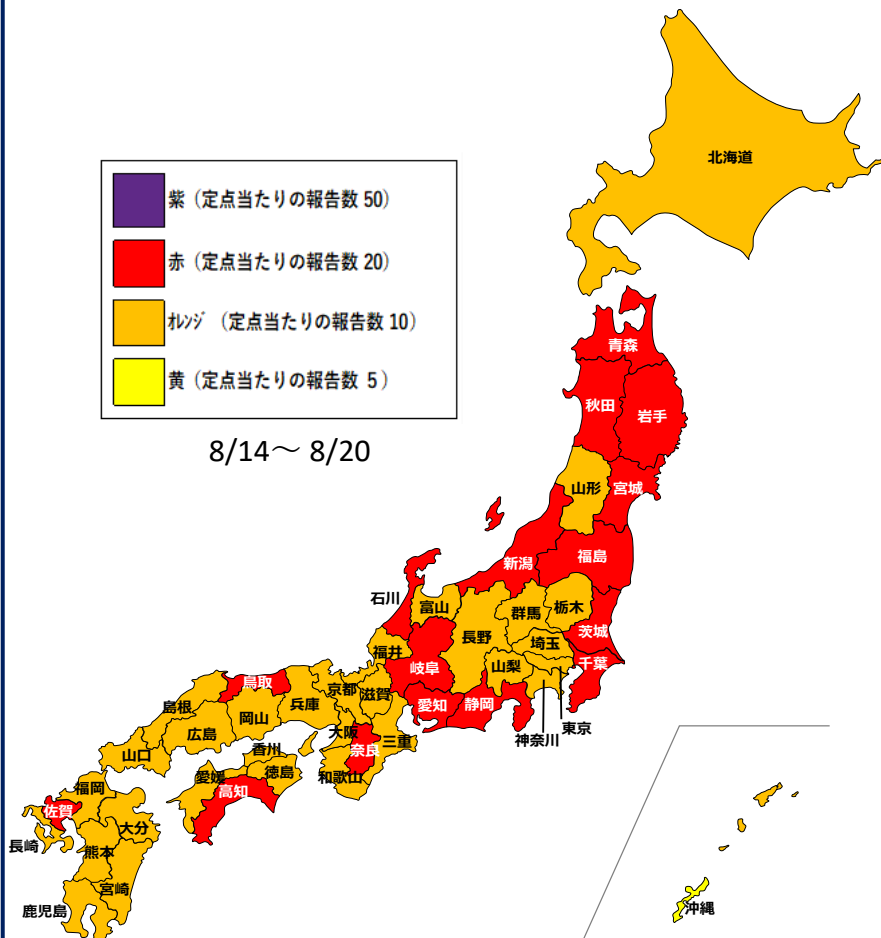 北海道
紫 (定点当たりの報告数 50)
赤 (定点当たりの報告数 20)
オレンジ (定点当たりの報告数 10)
黄 (定点当たりの報告数 5)
8/14～ 8/20
青森
秋田
岩手
山形
宮城
新潟
福島
石川
富山
群馬
栃木
長野
茨城
福井
埼玉
岐阜
山梨
千葉
鳥取
京都
滋賀
島根
岡山
兵庫
愛知
静岡
東京
神奈川
広島
大阪
三重
山口
香川
奈良
愛媛
徳島
和歌山
福岡
高知
佐賀
大分
長崎
熊本
宮崎
鹿児島
沖縄